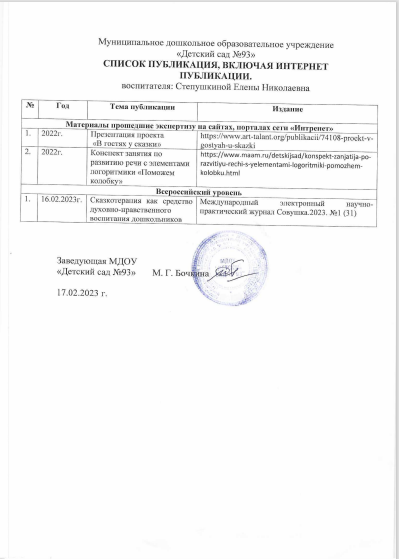 Муниципальное дошкольное образовательное учреждение
«Детский сад №93»
СПИСОК ПУБЛИКАЦИЯ, ВКЛЮЧАЯ ИНТЕРНЕТ
ПУБЛИКАЦИИ.
воспитателя: Степушкиной Елены Николаевна
№ Год Тема публикации Издание
Материалы прошедшие экспертизу на сайтах, порталах сети «Интренет»
1. 2022г. Презентация проекта https://www.art-talant.org/publikacii/74108-proekt-v-
«В гостях у сказки» gostyah-u-skazki
2. 2022г. Конспект занятия по https://www.maam.ru/detskijsad/konspekt-zanjatija-po-
развитию речи с элементами razvitiyu-rechi-s-yelementami-logoritmiki-pomozhem-
логоритмики «Поможем kolobku.html
колобку»
Всероссийский уровень
1. 16.02.2023г. Сказкотерапия как средство Международный электронный научно-
духовно-нравственного практический журнал Совушка.2023. №1 (31)
воспитания дошкольников
Заведующая МДОУ
«Детский сад №93» М. Г. Бочкина
17.02.2023 г.